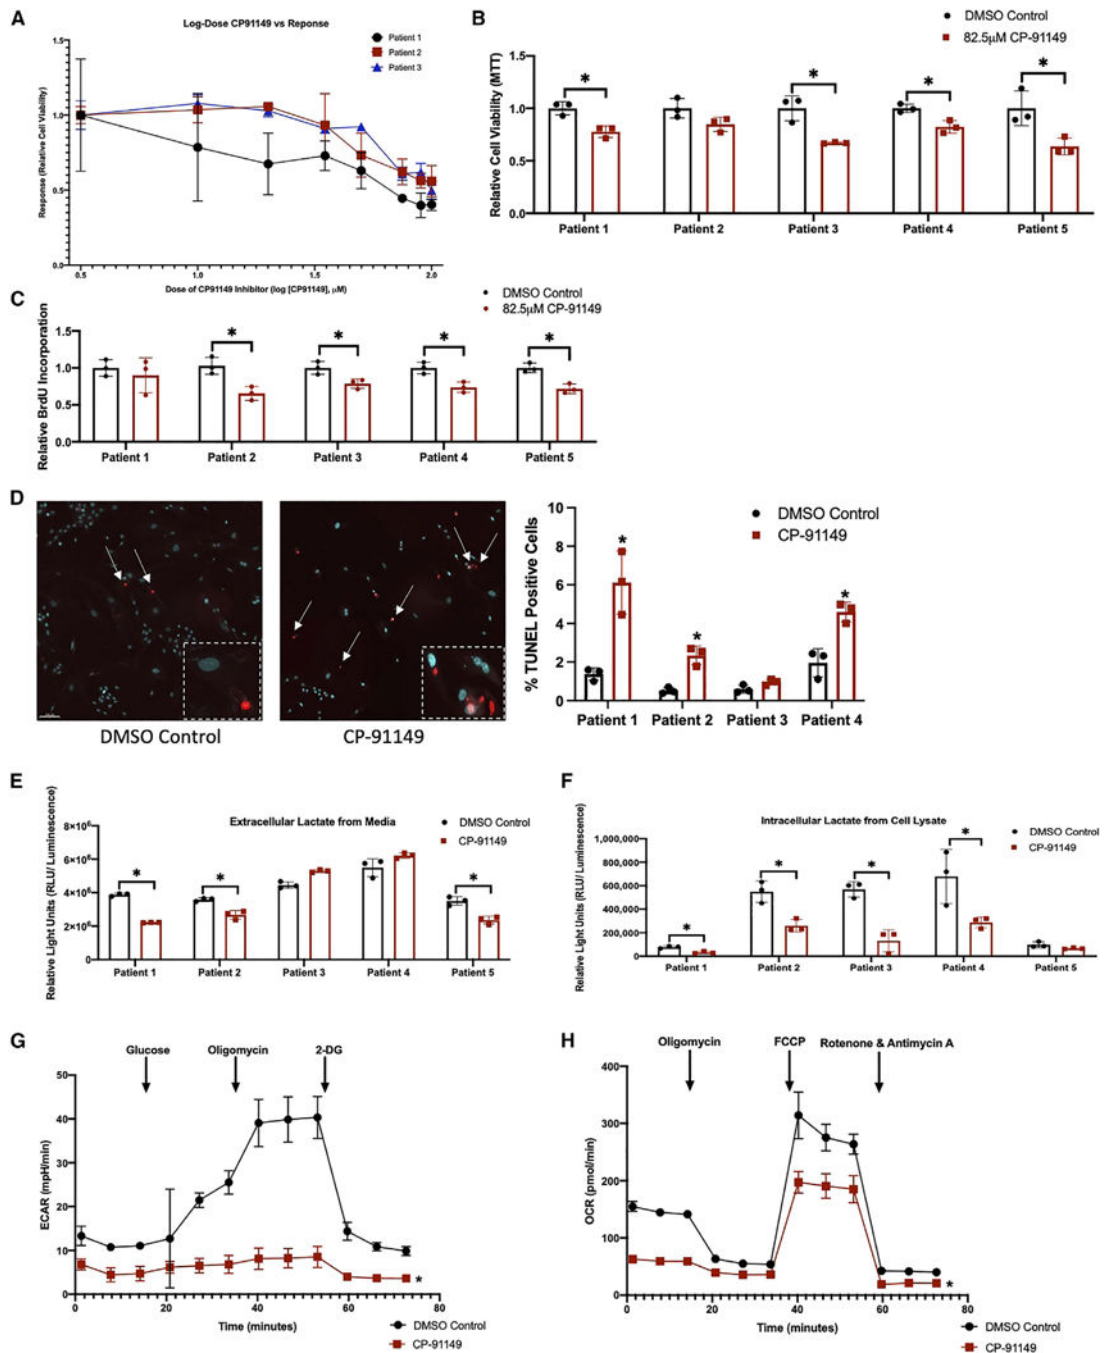 A
Log-Dose CP91149 vs Reponse
Patient 1
Patient 2
Patient 3
Response (Relative Cell Viability)
1.5
1.0
0.5
0.0
0.5
1.0
1.5
2.0
Dose of CP91149 Inhibitor (log [CP91149], μM)
B
DMSO Control
82.5μM CP-91149
Relative Cell Viability (MTT)
1.5
1.0
0.5
0.0
* * * *
Patient 1 Patient 2 Patient 3 Patient 4 Patient 5
C
DMSO Control
82.5μM CP-91149
Relative BrdU Incorporation
1.5
1.0
0.5
0.0
* * * *
Patient 1 Patient 2 Patient 3 Patient 4 Patient 5
D
DMSO Control
CP-91149
% TUNEL Positive Cells
10
8
6
4
2
0
DMSO Control
CP-91149
* * *
Patient 1 Patient 2 Patient 3 Patient 4
E
Extracellular Lactate from Media
DMSO Control
CP-91149
Relative Light Units (RLU/ Luminescence)
8×10⁶
6×10⁶
4×10⁶
2×10⁶
0
* * *
Patient 1 Patient 2 Patient 3 Patient 4 Patient 5
F
Intracellular Lactate from Cell Lysate
DMSO Control
CP-91149
Relative Light Units (RLU/ Luminescence)
1,000,000
800,000
600,000
400,000
200,000
0
* * * *
Patient 1 Patient 2 Patient 3 Patient 4 Patient 5
G
Glucose Oligomycin 2-DG
ECAR (mpH/min)
50
40
30
20
10
0
*
0 20 40 60 80
Time (minutes)
DMSO Control
CP-91149
H
Oligomycin FCCP Rotenone & Antimycin A
OCR (pmol/min)
400
300
200
100
0
*
0 20 40 60 80
Time (minutes)
DMSO Control
CP-91149